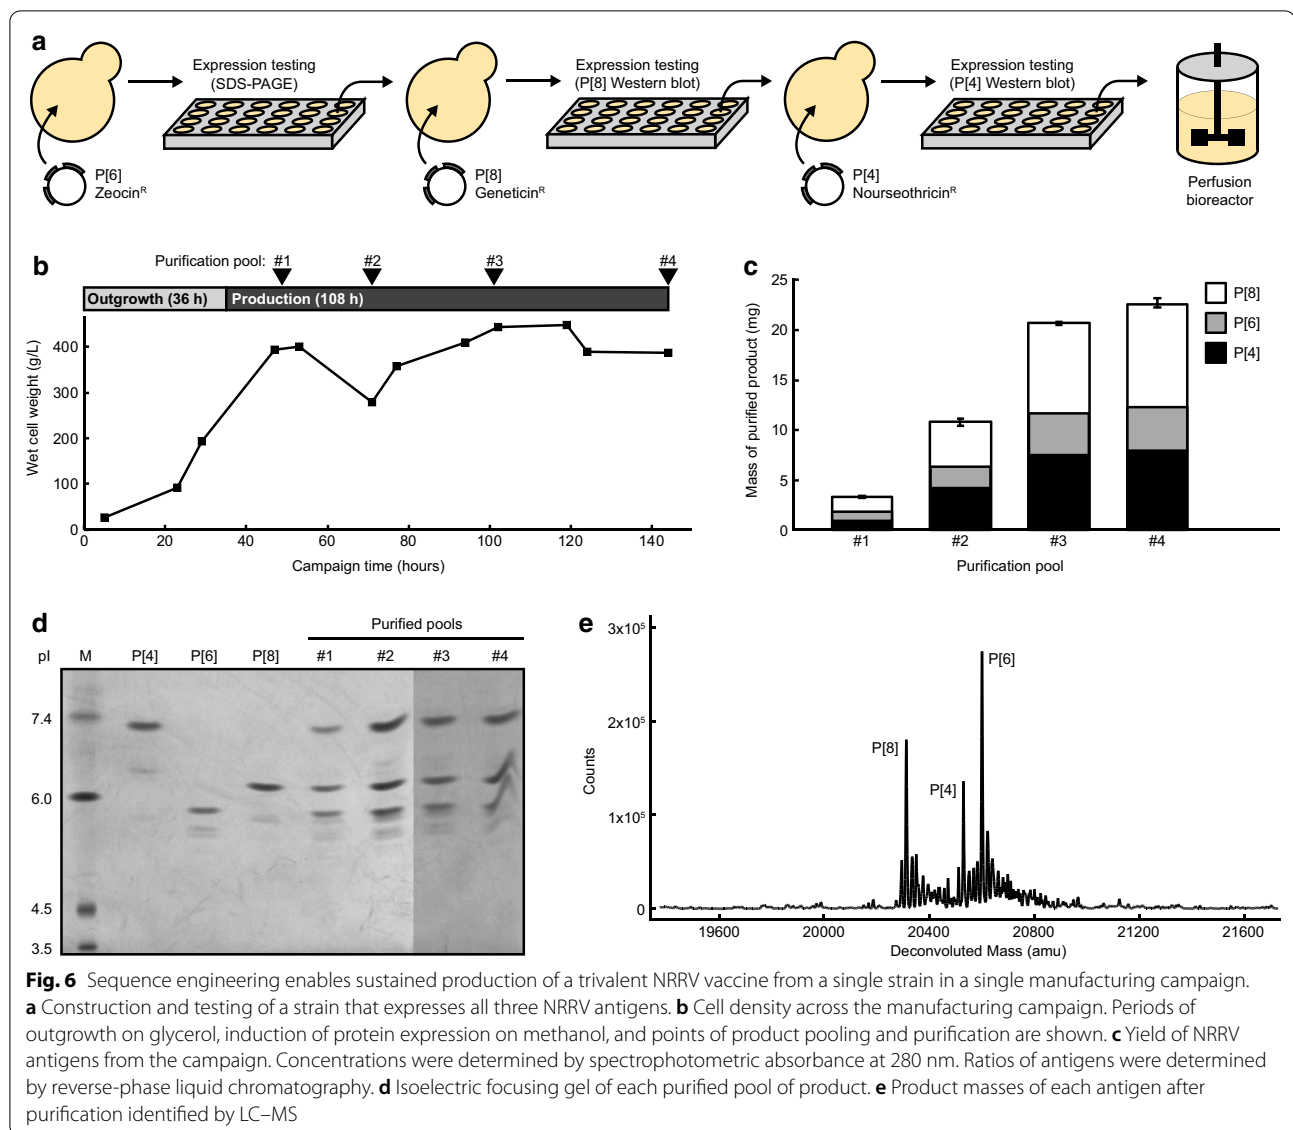 a
Expression testing
(SDS-PAGE)
Expression testing
(P[8] Western blot)
Expression testing
(P[4] Western blot)
P[6]
Zeocinᴿ
P[8]
Geneticinᴿ
P[4]
Nourseothricinᴿ
Perfusion
bioreactor
b
Purification pool: #1 #2 #3 #4
Outgrowth (36 h) Production (108 h)
Wet cell weight (g/L)
400
300
200
100
0
0 20 40 60 80 100 120 140
Campaign time (hours)
c
Mass of purified product (mg)
25
20
15
10
5
0
#1 #2 #3 #4
Purification pool
P[8]
P[6]
P[4]
d
Purified pools
pI M P[4] P[6] P[8] #1 #2 #3 #4
7.4
6.0
4.5
3.5
e
Counts
3x10⁵
2x10⁵
1x10⁵
0
P[8]
P[4]
P[6]
19600 20000 20400 20800 21200 21600
Deconvoluted Mass (amu)
Fig. 6 Sequence engineering enables sustained production of a trivalent NRRV vaccine from a single strain in a single manufacturing campaign.
a Construction and testing of a strain that expresses all three NRRV antigens. b Cell density across the manufacturing campaign. Periods of
outgrowth on glycerol, induction of protein expression on methanol, and points of product pooling and purification are shown. c Yield of NRRV
antigens from the campaign. Concentrations were determined by spectrophotometric absorbance at 280 nm. Ratios of antigens were determined
by reverse-phase liquid chromatography. d Isoelectric focusing gel of each purified pool of product. e Product masses of each antigen after
purification identified by LC–MS